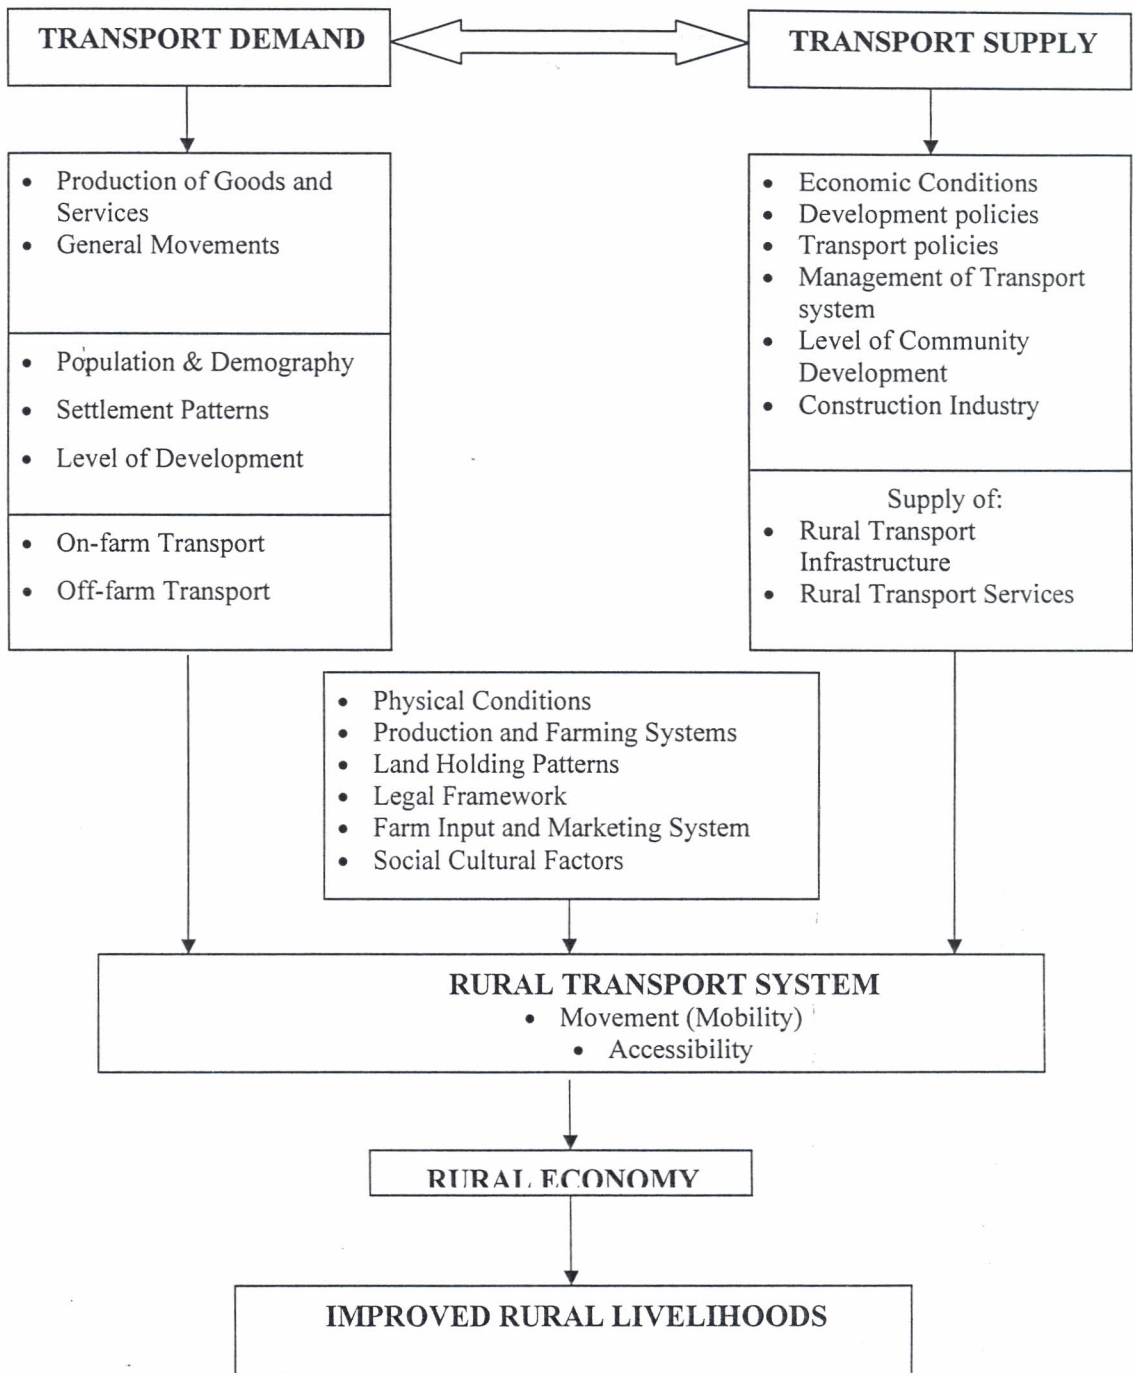 TRANSPORT DEMAND
TRANSPORT SUPPLY
• Production of Goods and
Services
• General Movements
• Population & Demography
• Settlement Patterns
• Level of Development
• On-farm Transport
• Off-farm Transport
• Economic Conditions
• Development policies
• Transport policies
• Management of Transport
system
• Level of Community
Development
• Construction Industry
Supply of:
• Rural Transport
Infrastructure
• Rural Transport Services
• Physical Conditions
• Production and Farming Systems
• Land Holding Patterns
• Legal Framework
• Farm Input and Marketing System
• Social Cultural Factors
RURAL TRANSPORT SYSTEM
• Movement (Mobility)
• Accessibility
RURAL ECONOMY
IMPROVED RURAL LIVELIHOODS